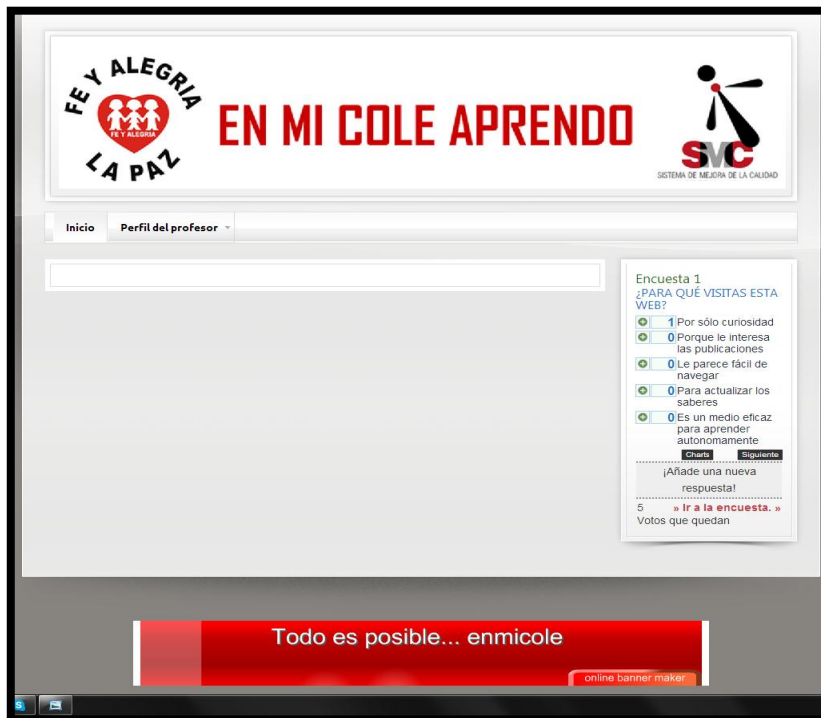 FE Y ALEGRIA
FE Y ALEGRIA
LA PAZ
EN MI COLE APRENDO
SMC
SISTEMA DE MEJORA DE LA CALIDAD
Inicio Perfil del profesor
Encuesta 1
¿PARA QUÉ VISITAS ESTA
WEB?
1 Por sólo curiosidad
0 Porque le interesa
las publicaciones
0 Le parece fácil de
navegar
0 Para actualizar los
saberes
0 Es un medio eficaz
para aprender
autonomamente
Charts Siguiente
¡Añade una nueva
respuesta!
5 » Ir a la encuesta. »
Votos que quedan
Todo es posible... enmicole
online banner maker
S